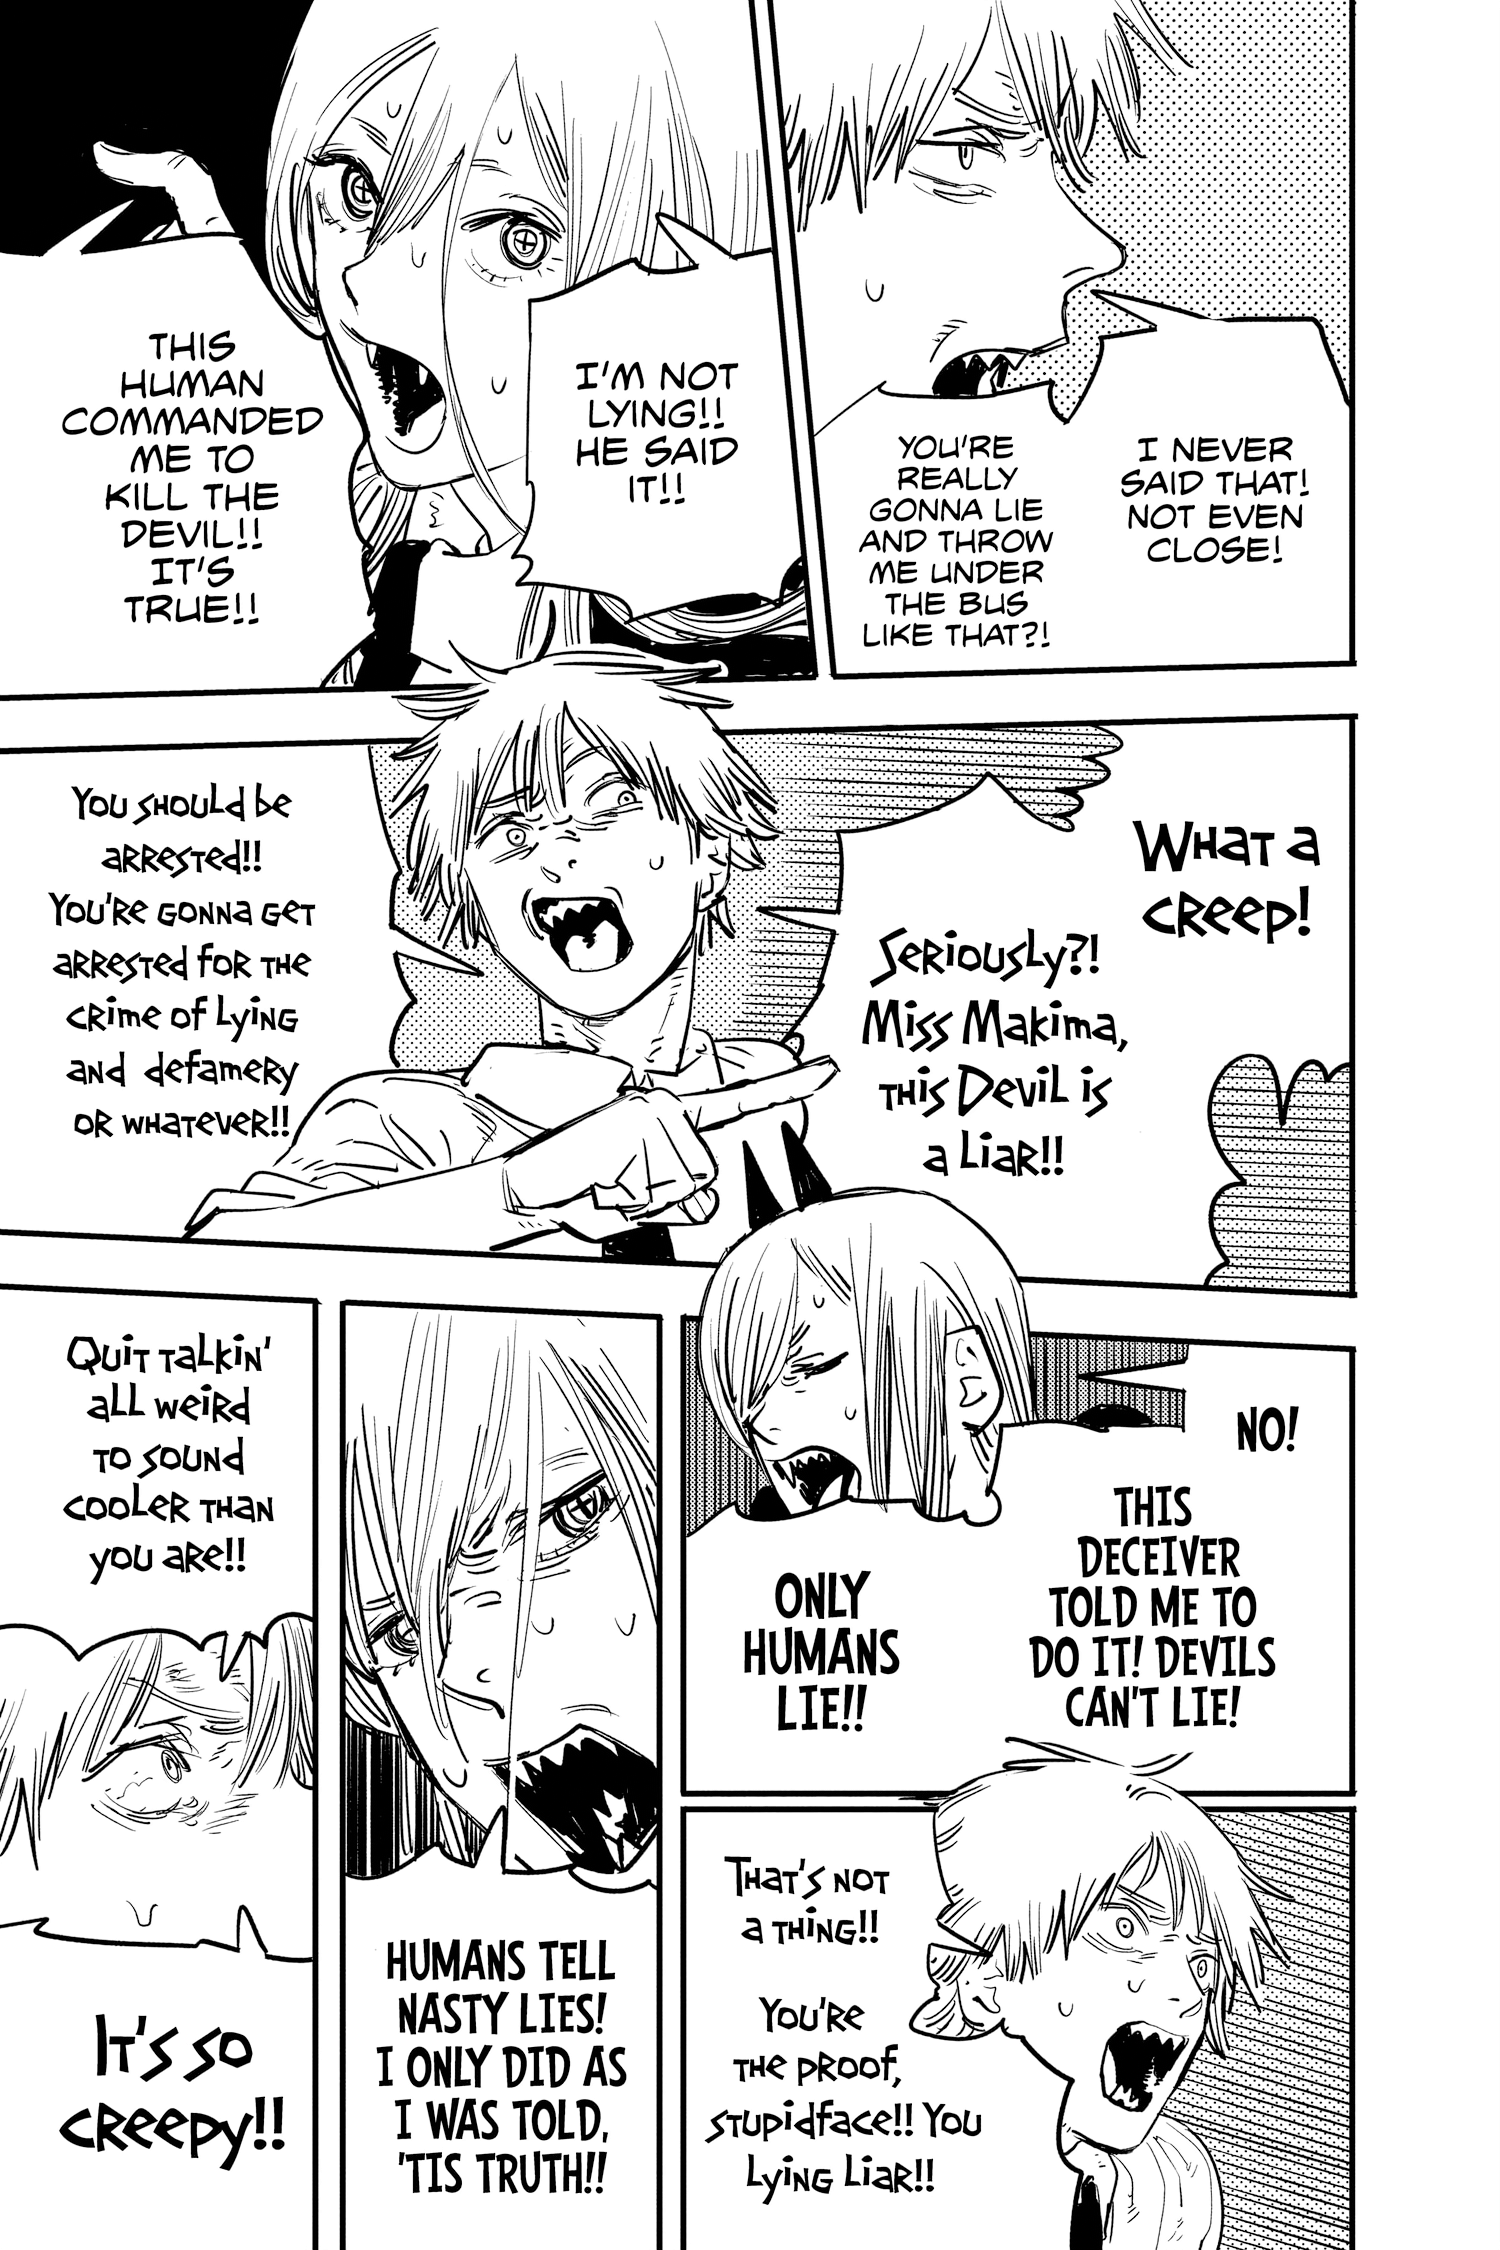 I NEVER
SAID THAT!
NOT EVEN
CLOSE!
YOU'RE
REALLY
GONNA LIE
AND THROW
ME UNDER
THE BUS
LIKE THAT?!
I'M NOT
LYING!!
HE SAID
IT!!
THIS
HUMAN
COMMANDED
ME TO
KILL THE
DEVIL!!
IT'S
TRUE!!
What a
creep!
Seriously?!
Miss Makima,
this Devil is
a liar!!
You should be
arrested!!
You're gonna get
arrested for the
crime of lying
and defamery
or whatever!!
NO!
THIS
DECEIVER
TOLD ME TO
DO IT! DEVILS
CAN'T LIE!
ONLY
HUMANS
LIE!!
That's not
a thing!!
You're
the proof,
stupidface!! You
lying liar!!
HUMANS TELL
NASTY LIES!
I ONLY DID AS
I WAS TOLD,
'TIS TRUTH!!
Quit talkin'
all weird
to sound
cooler than
you are!!
It's so
creepy!!